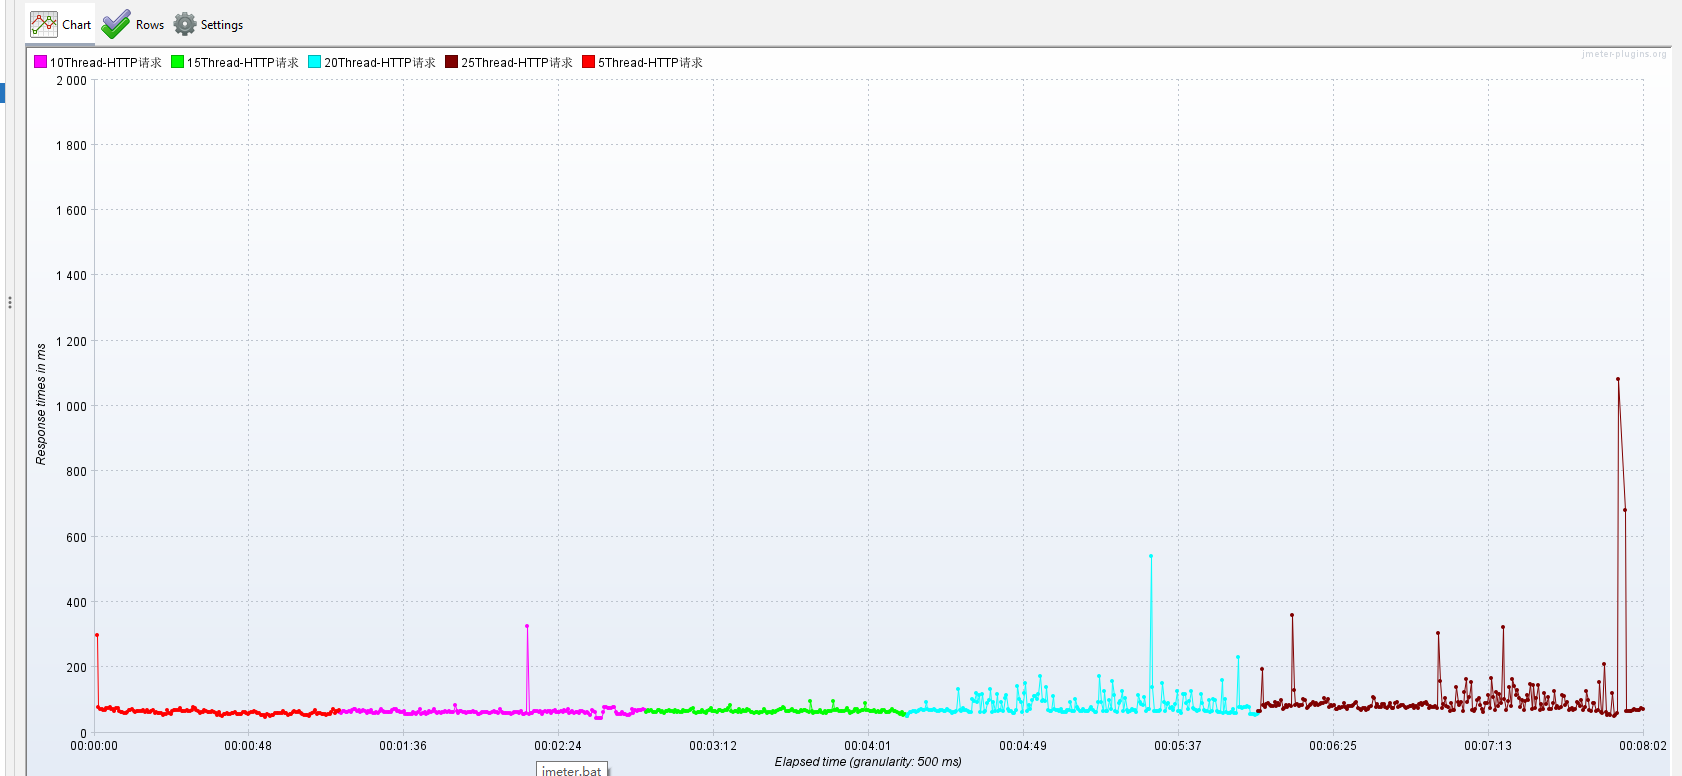 Chart Rows Settings
jmeter-plugins.org
10Thread-HTTP请求 15Thread-HTTP请求 20Thread-HTTP请求 25Thread-HTTP请求 5Thread-HTTP请求
2 000
1 800
1 600
1 400
1 200
1 000
800
600
400
200
0
Response times in ms
00:00:00 00:00:48 00:01:36 00:02:24 00:03:12 00:04:01 00:04:49 00:05:37 00:06:25 00:07:13 00:08:02
Elapsed time (granularity: 500 ms)
jmeter.bat